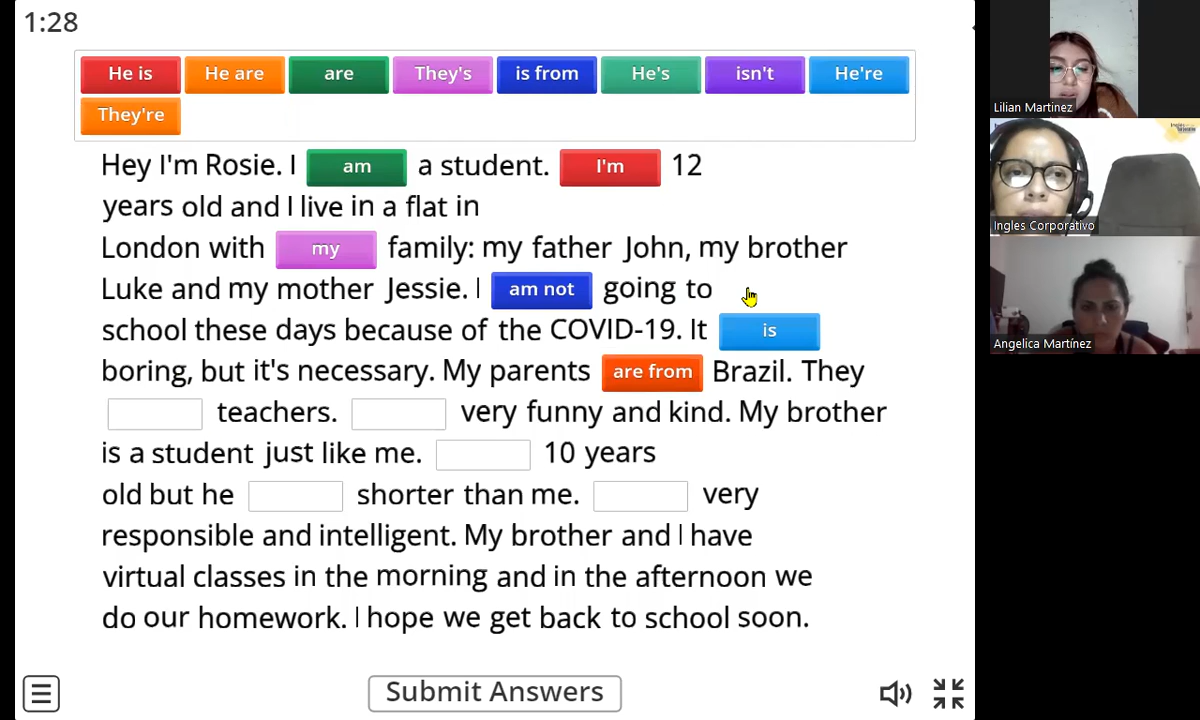 1:28
He is He are are They's is from He's isn't He're
They're
Hey I'm Rosie. I am a student. I'm 12
years old and I live in a flat in
London with my family: my father John, my brother
Luke and my mother Jessie. I am not going to
school these days because of the COVID-19. It is
boring, but it's necessary. My parents are from Brazil. They
teachers. very funny and kind. My brother
is a student just like me. 10 years
old but he shorter than me. very
responsible and intelligent. My brother and I have
virtual classes in the morning and in the afternoon we
do our homework. I hope we get back to school soon.
Submit Answers
Lilian Martinez
Ingles Corporativo
Angelica Martínez